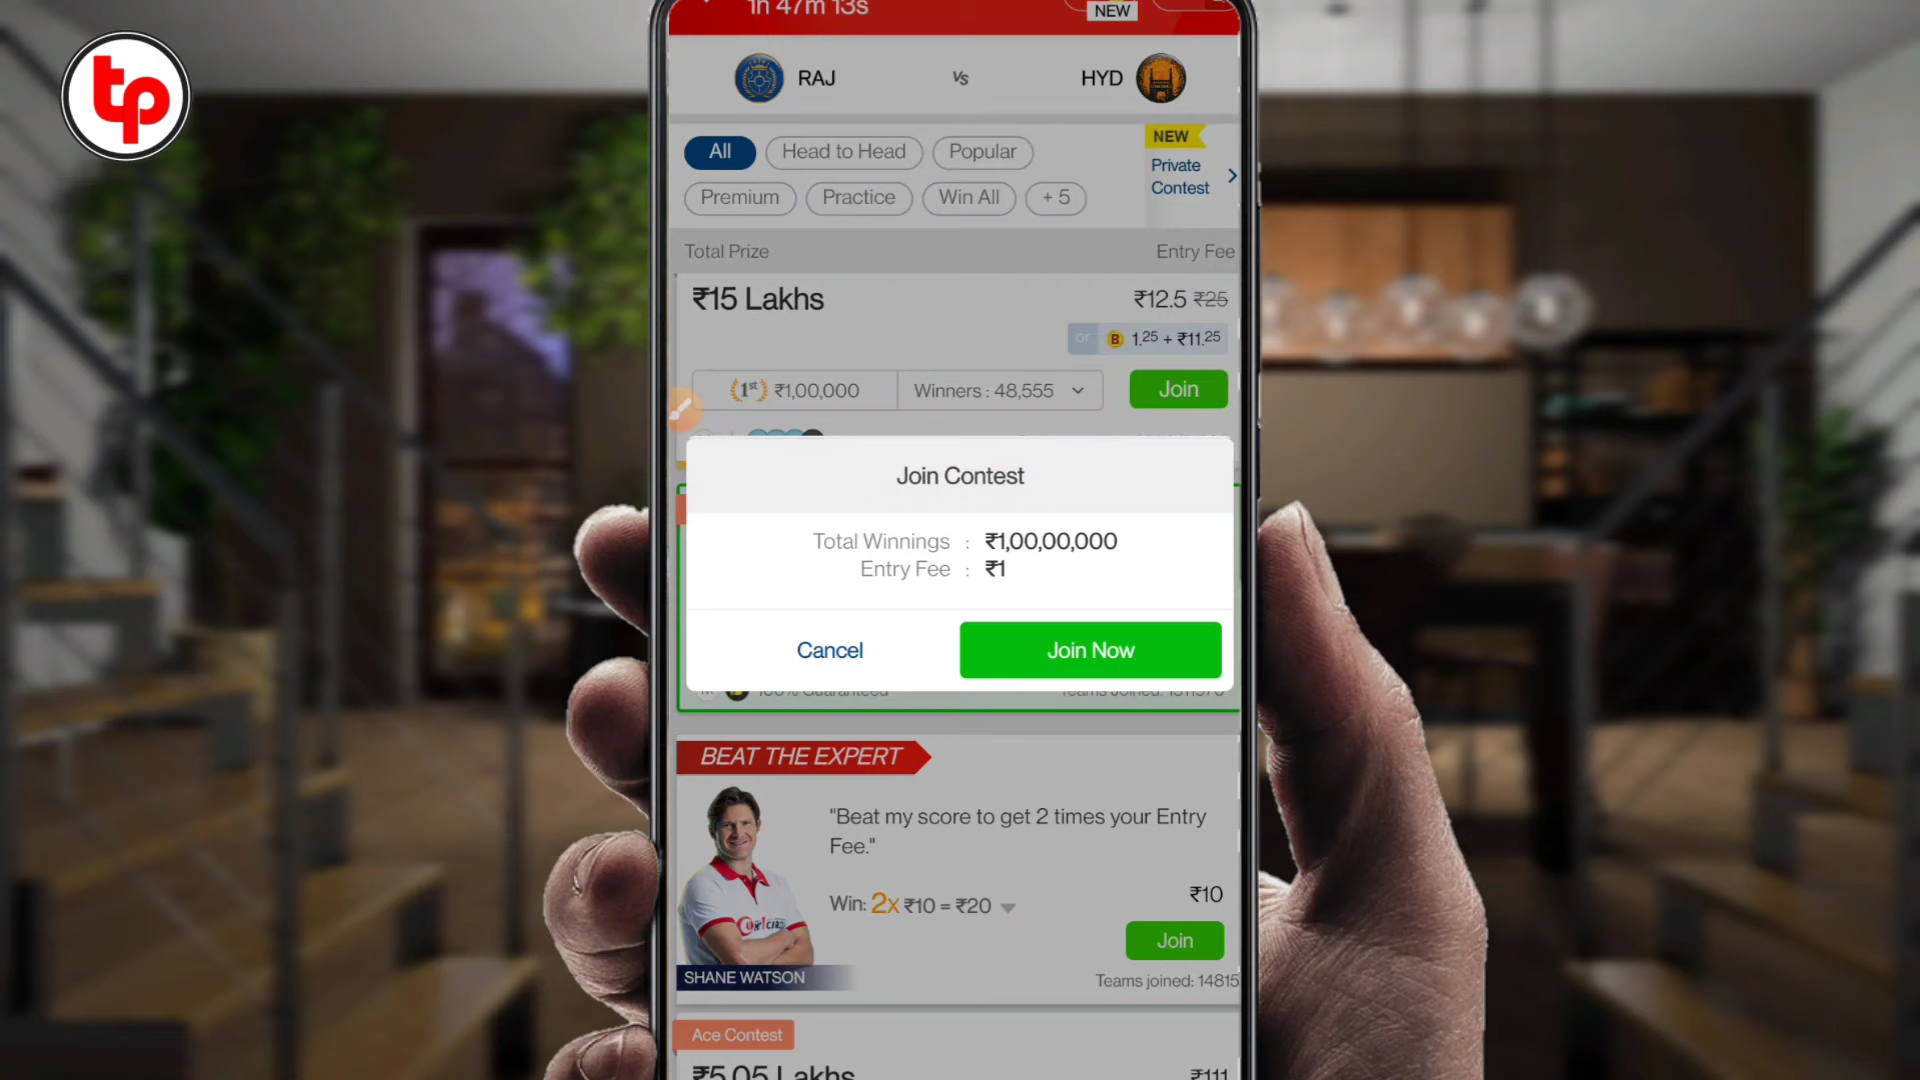 tp
1h 47m 13s
NEW
RAJ Vs HYD
All Head to Head Popular
NEW
Private
Contest
Premium Practice Win All + 5
Total Prize Entry Fee
₹15 Lakhs ₹12.5 ₹25
or B 1.25 + ₹11.25
1st ₹1,00,000 Winners : 48,555 Join
Join Contest
Total Winnings : ₹1,00,00,000
Entry Fee : ₹1
Cancel Join Now
M 100% Guaranteed
BEAT THE EXPERT
"Beat my score to get 2 times your Entry
Fee."
Win: 2x ₹10 = ₹20 ₹10
Join
SHANE WATSON
Teams joined: 14815
Ace Contest
₹5.05 Lakhs ₹111